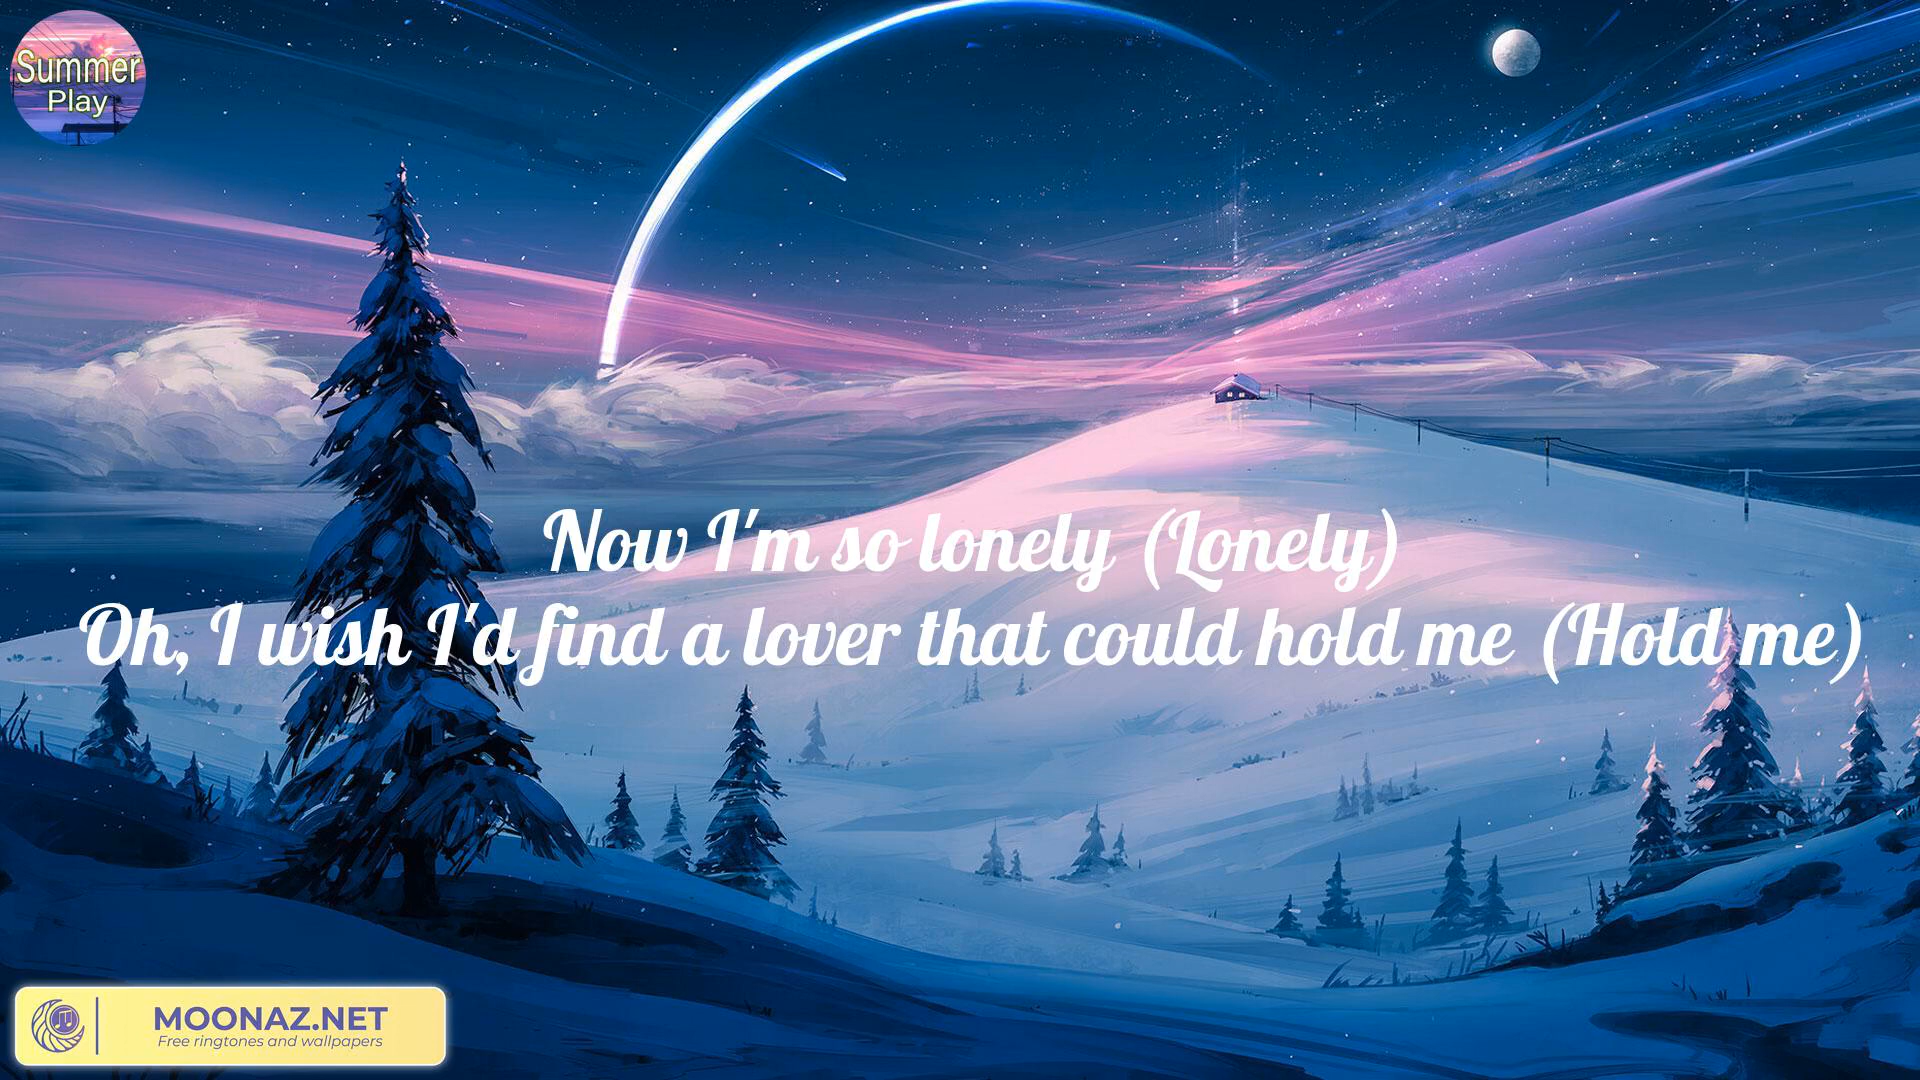 Summer
Play
Now I'm so lonely (Lonely)
Oh, I wish I'd find a lover that could hold me (Hold me)
MOONAZ.NET
Free ringtones and wallpapers